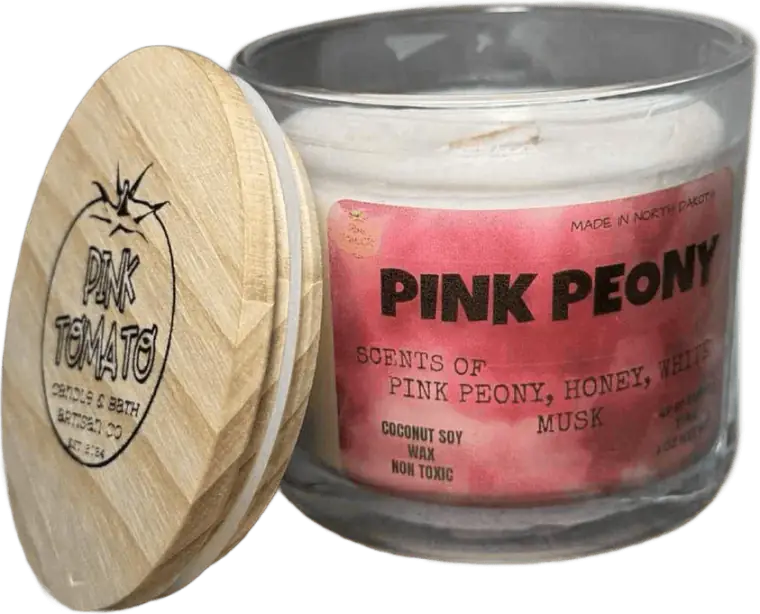 PINK
TOMATO
candle & BATH
ARTISAN CO
MADE IN NORTH DAKOTA
PINK PEONY
SCENTS OF
PINK PEONY, HONEY, WHITE
MUSK
COCONUT SOY
WAX
NON TOXIC